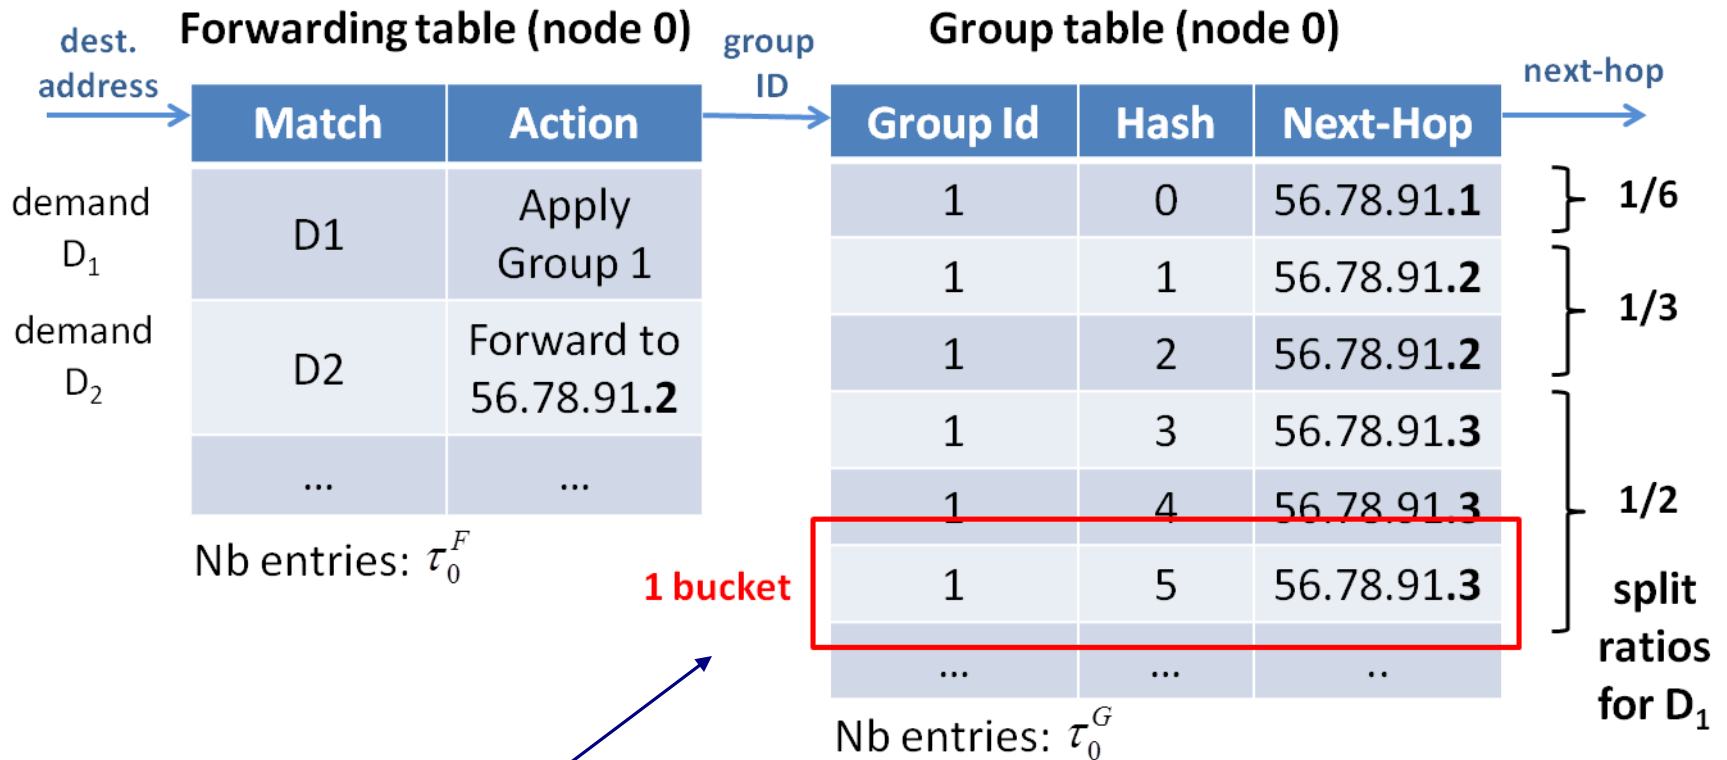 Forwarding table (node 0)
Group table (node 0)
dest.
address
group
ID
next-hop
Match Action
Group Id Hash Next-Hop
demand
D1
D1
Apply
Group 1
demand
D2
D2
Forward to
56.78.91.2
... ...
Nb entries: τ0F
1 0 56.78.91.1
1 1 56.78.91.2
1 2 56.78.91.2
1 3 56.78.91.3
1 4 56.78.91.3
1 5 56.78.91.3
... ... ..
1/6
1/3
1/2
1 bucket
split
ratios
for D1
Nb entries: τ0G